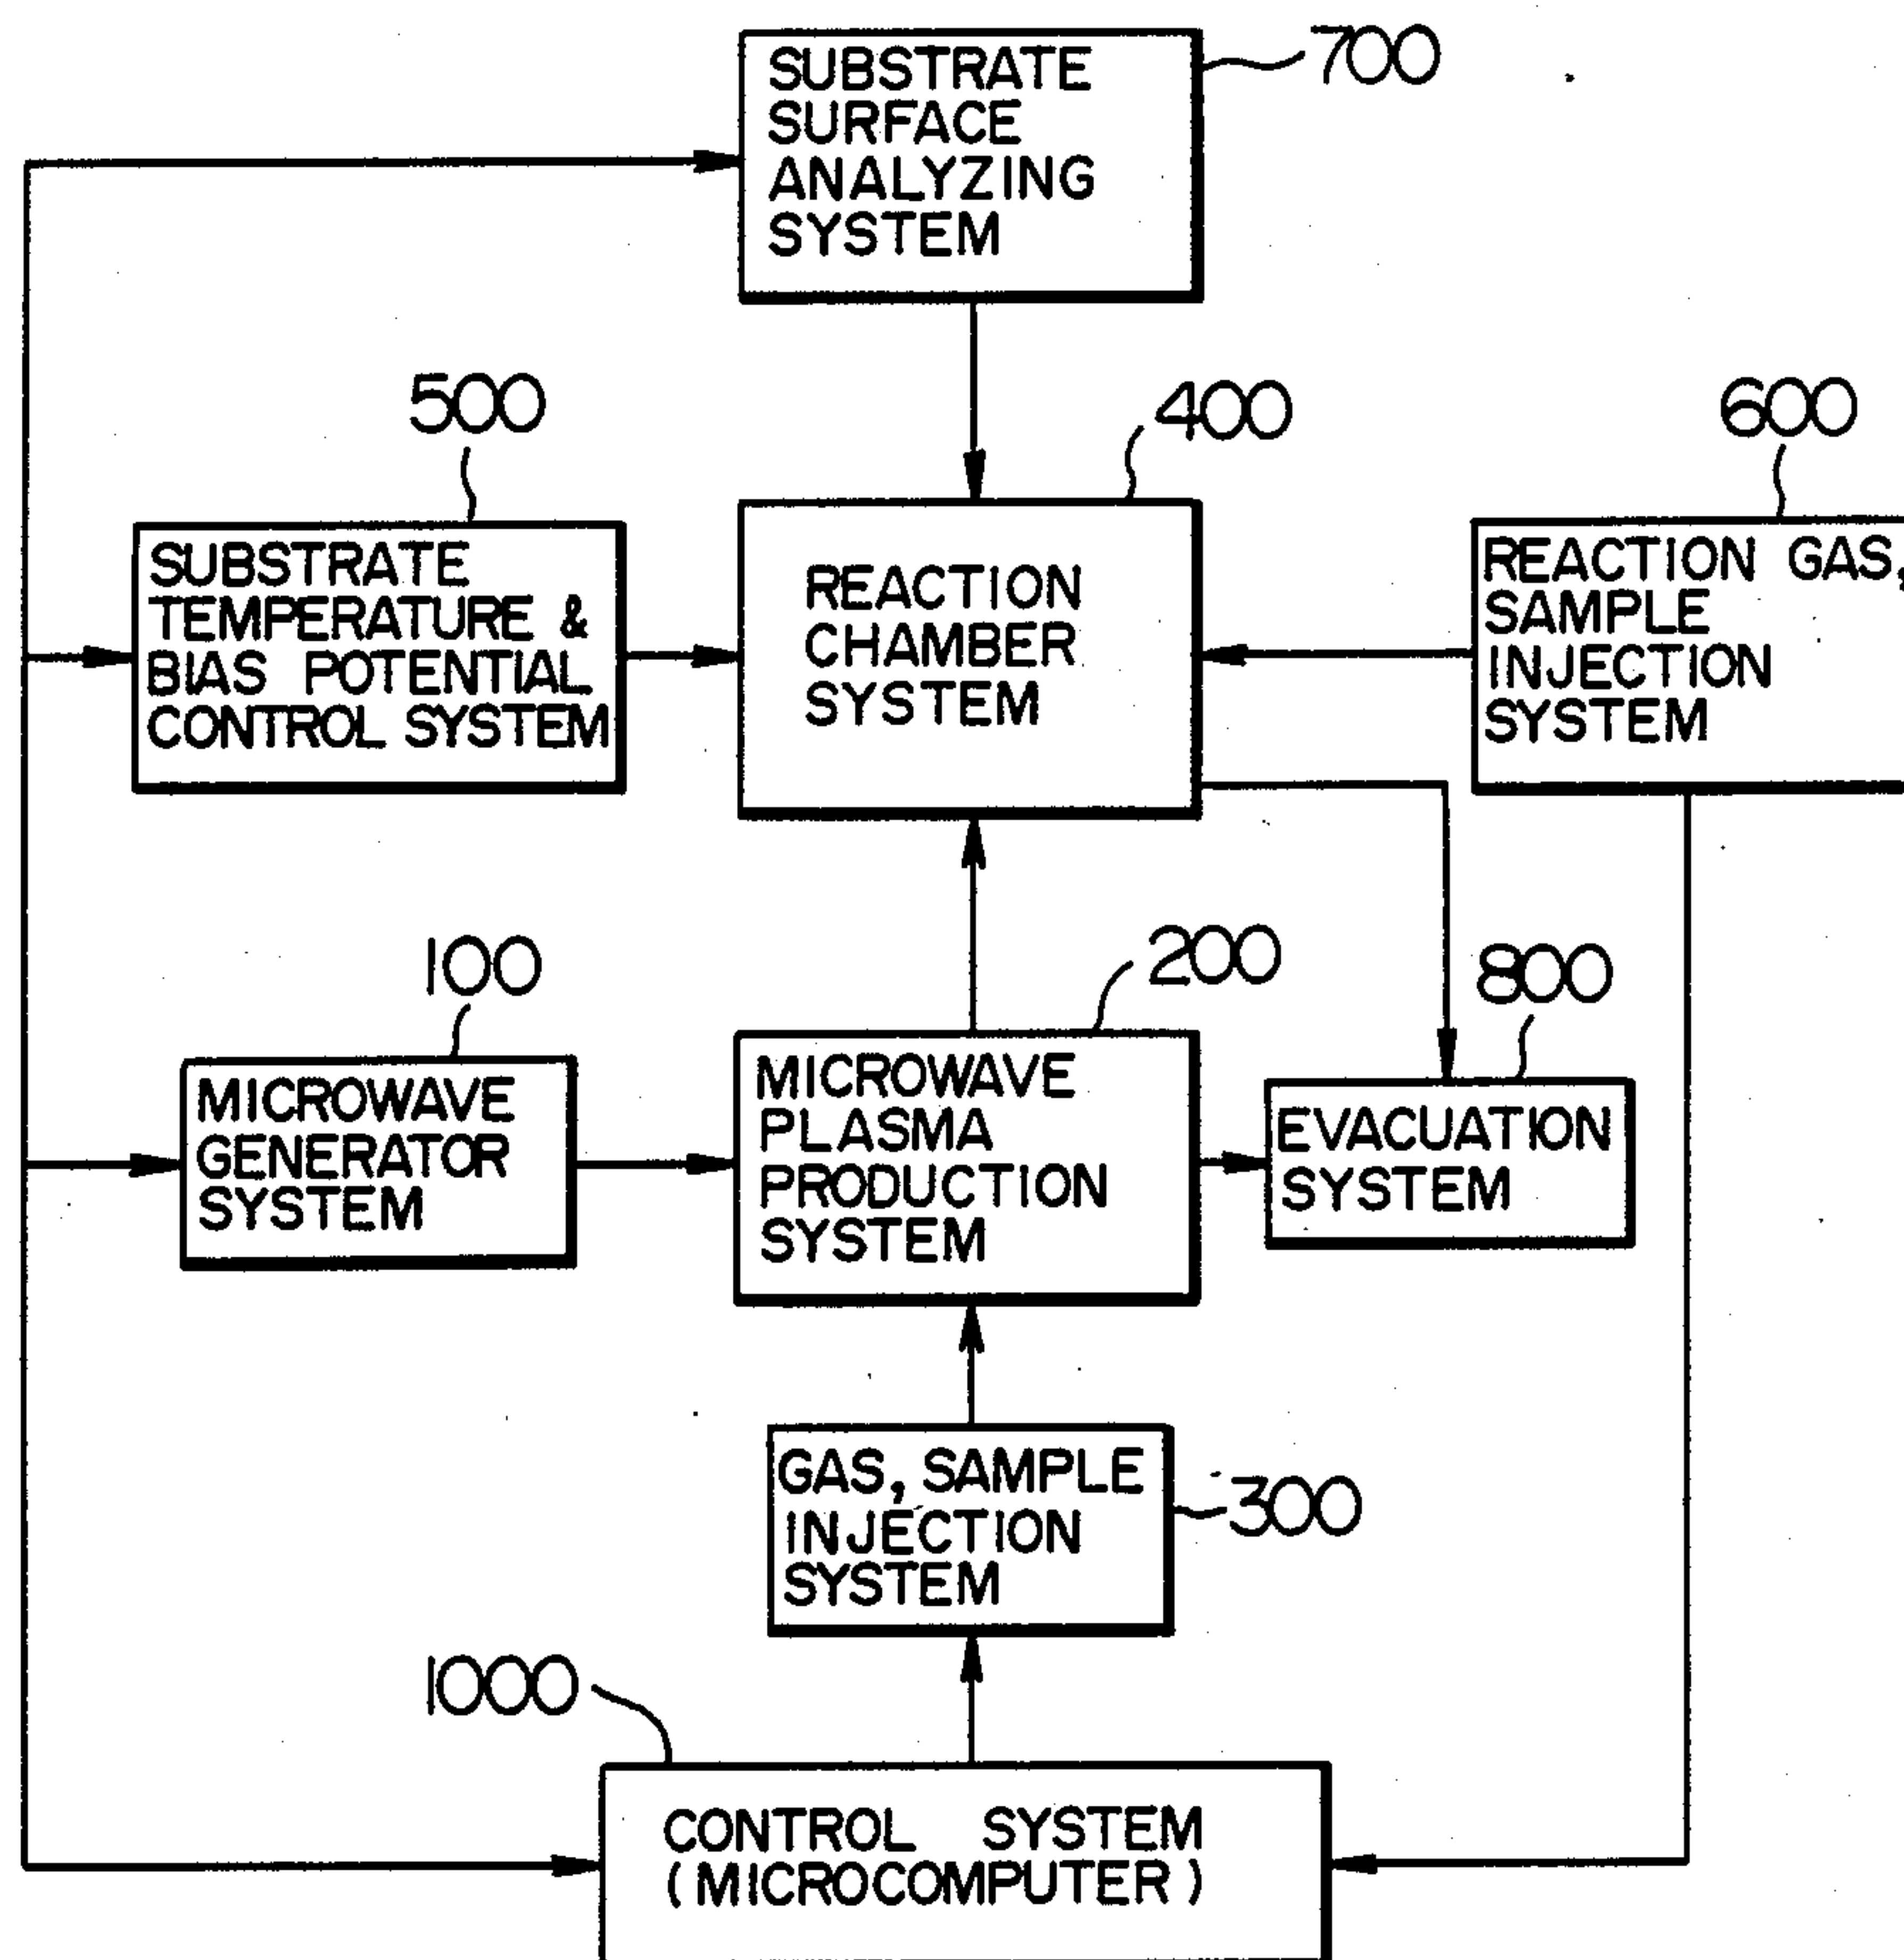 700
SUBSTRATE
SURFACE
ANALYZING
SYSTEM
500
SUBSTRATE
TEMPERATURE &
BIAS POTENTIAL
CONTROL SYSTEM
400
REACTION
CHAMBER
SYSTEM
600
REACTION GAS,
SAMPLE
INJECTION
SYSTEM
100
MICROWAVE
GENERATOR
SYSTEM
200
MICROWAVE
PLASMA
PRODUCTION
SYSTEM
800
EVACUATION
SYSTEM
GAS, SAMPLE
INJECTION
SYSTEM
300
1000
CONTROL SYSTEM
(MICROCOMPUTER)